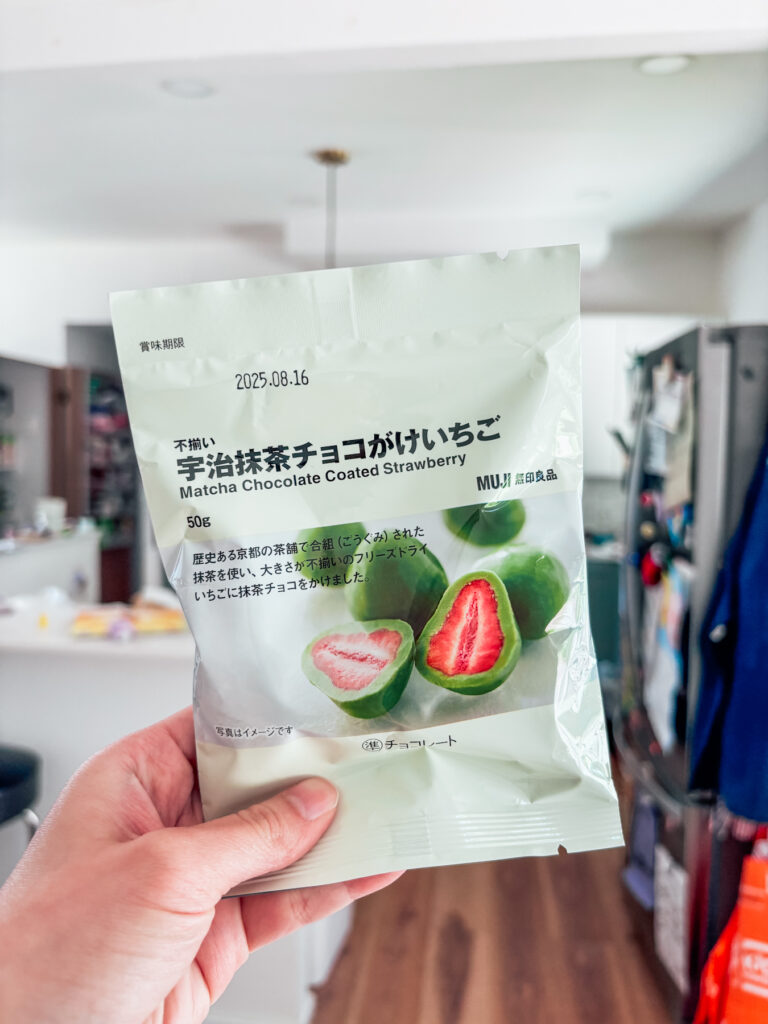 賞味期限
2025.08.16
不揃い
宇治抹茶チョコがけいちご
Matcha Chocolate Coated Strawberry
MUJI 無印良品
50g
歴史ある京都の茶舗で合組（ごうぐみ）された
抹茶を使い、大きさが不揃いのフリーズドライ
いちごに抹茶チョコをかけました。
写真はイメージです
準チョコレート